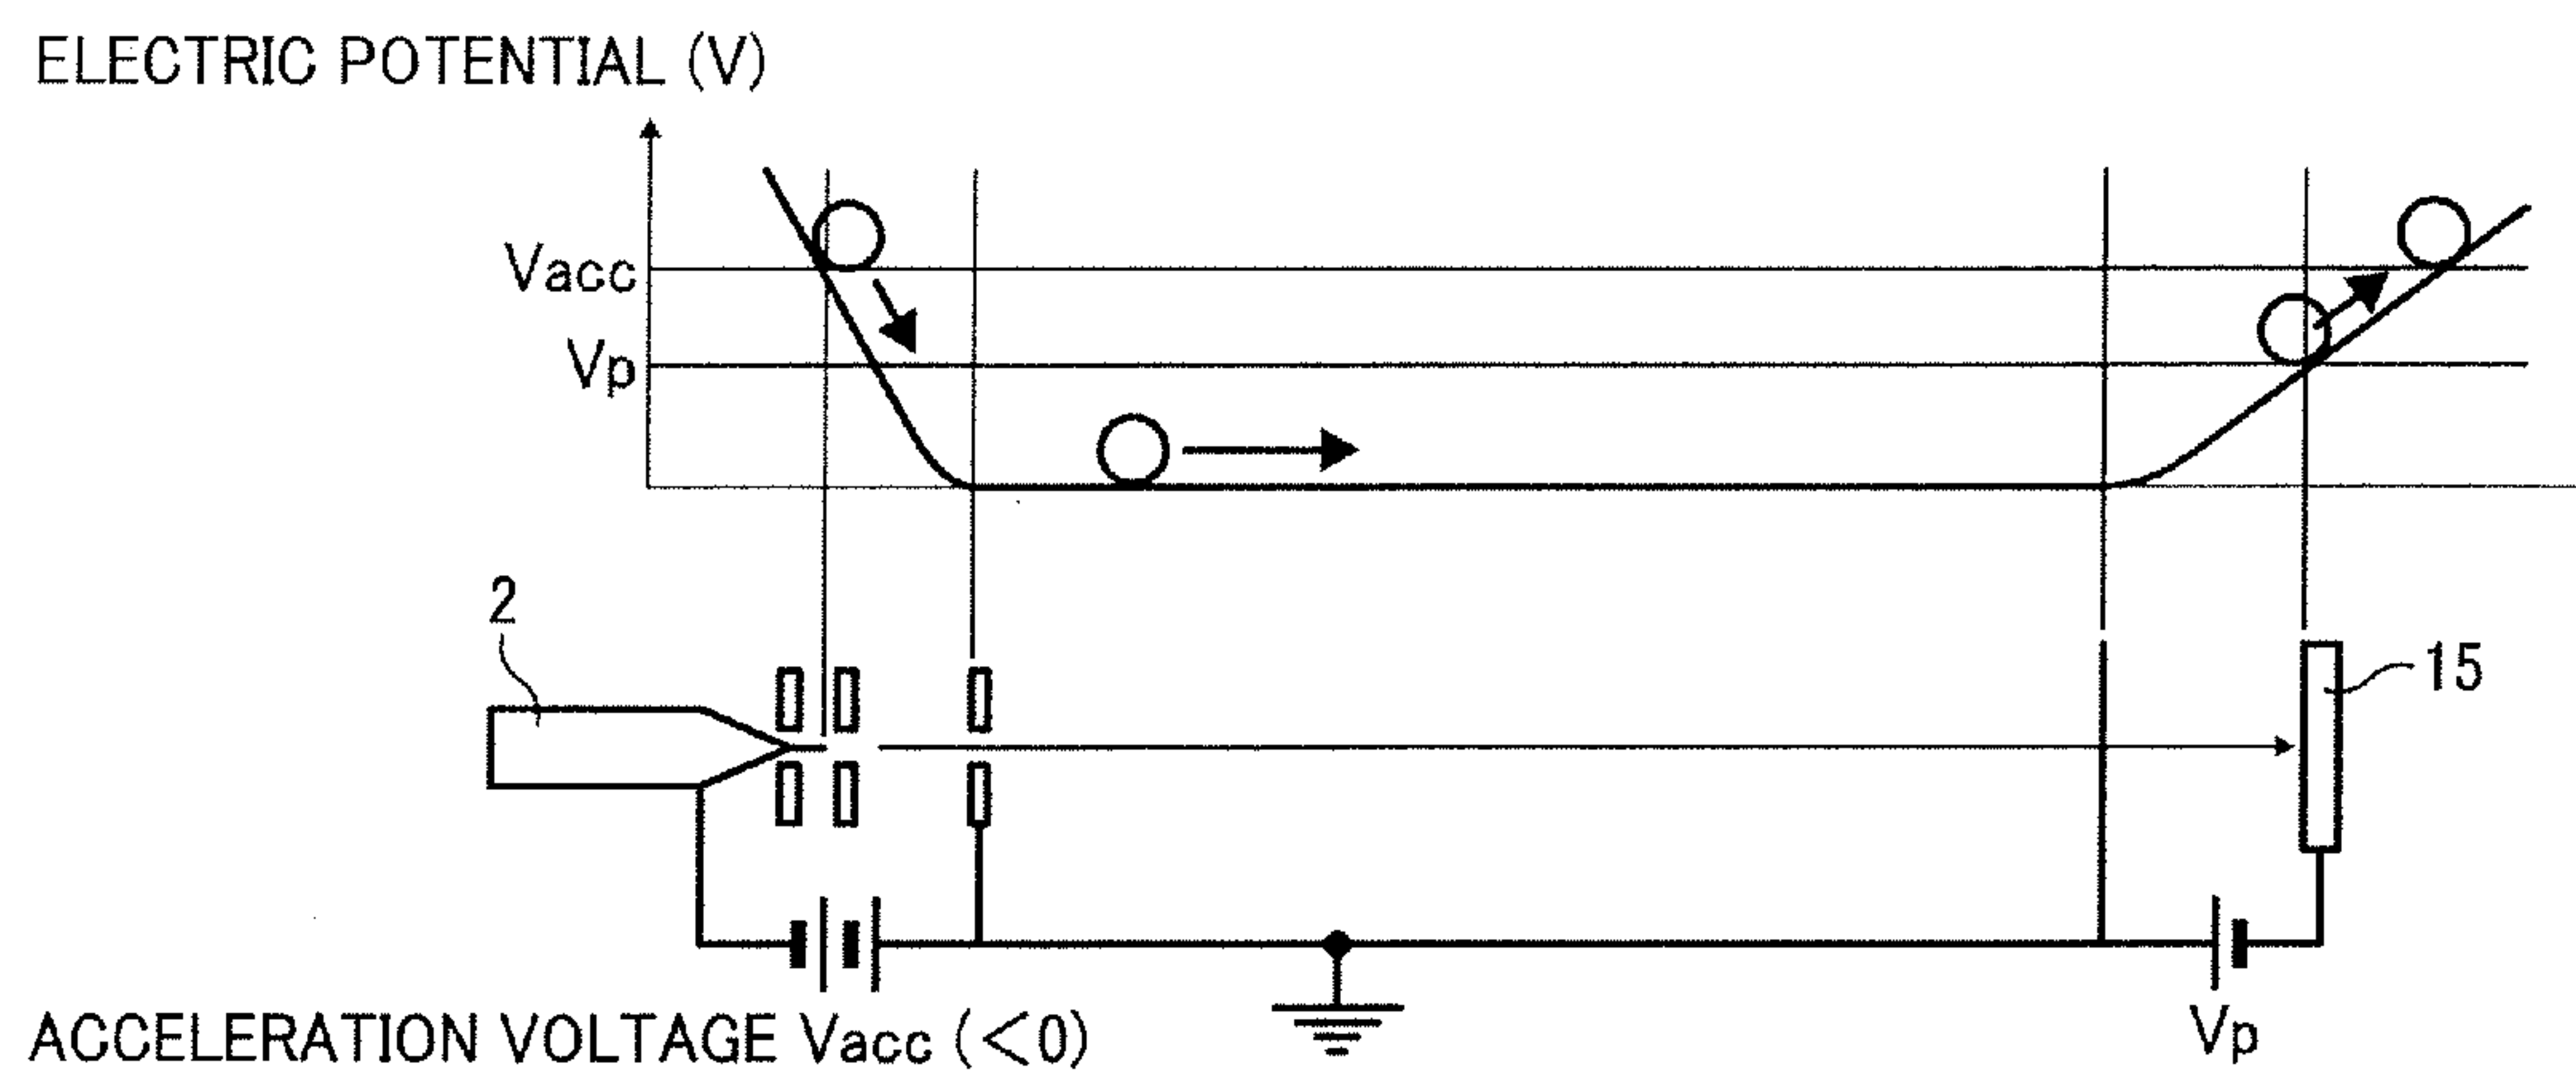 ELECTRIC POTENTIAL (V)
Vacc
Vp
2
15
ACCELERATION VOLTAGE Vacc (<0)
Vp